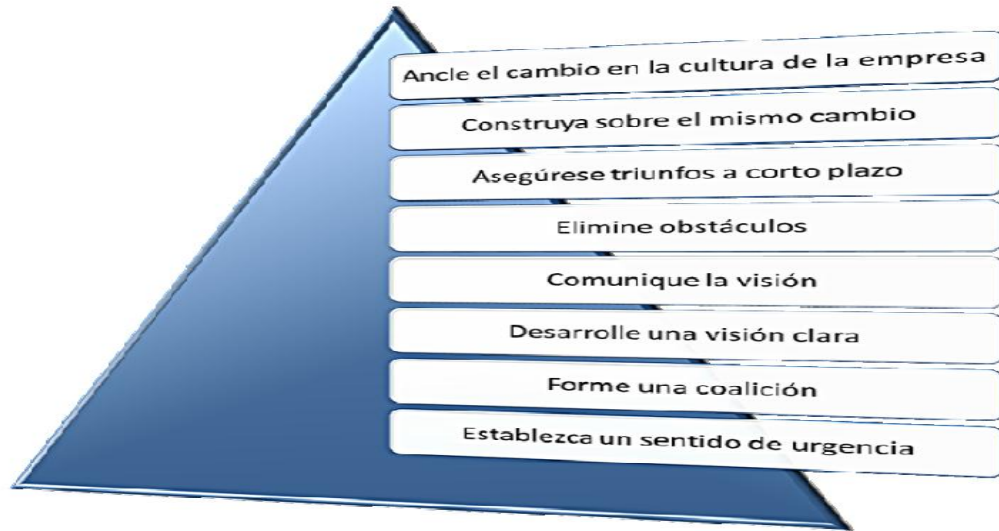 Ancle el cambio en la cultura de la empresa
Construya sobre el mismo cambio
Asegúrese triunfos a corto plazo
Elimine obstáculos
Comunique la visión
Desarrolle una visión clara
Forme una coalición
Establezca un sentido de urgencia